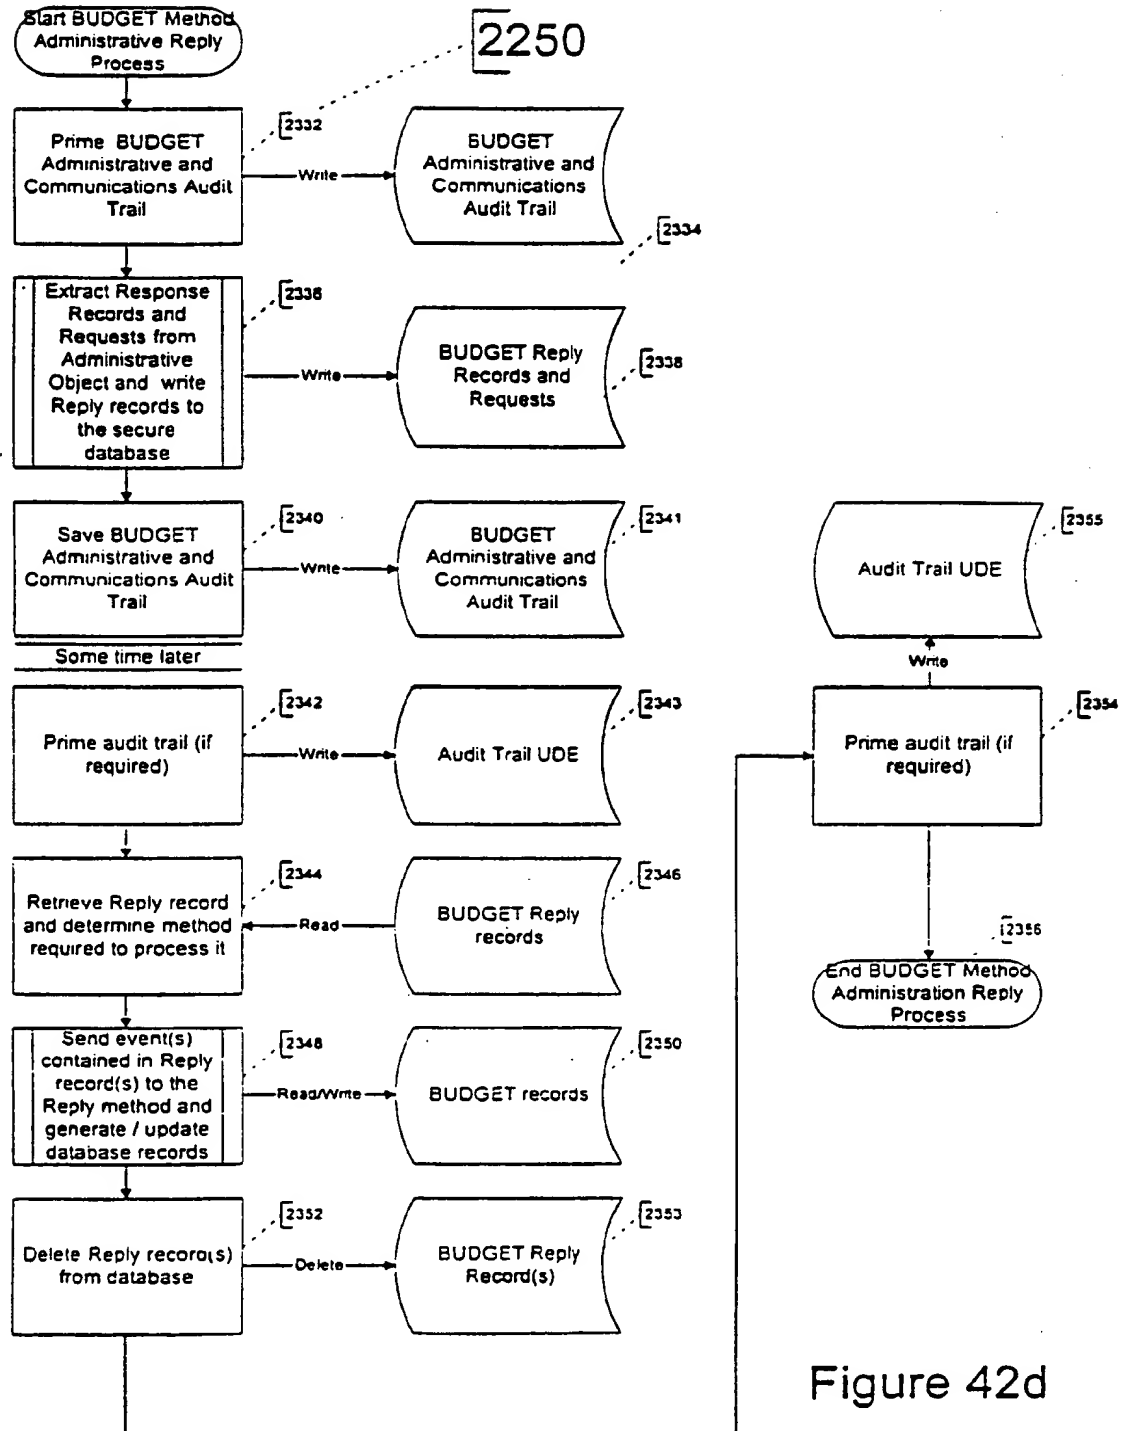 Start BUDGET Method
Administrative Reply
Process
2250
2332
Prime BUDGET
Administrative and
Communications Audit
Trail
Write
BUDGET
Administrative and
Communications
Audit Trail
2334
Extract Response
Records and
Requests from
Administrative
Object and write
Reply records to
the secure
database
2336
Write
BUDGET Reply
Records and
Requests
2338
Save BUDGET
Administrative and
Communications Audit
Trail
2340
Write
BUDGET
Administrative and
Communications
Audit Trail
2341
Some time later
Prime audit trail (if
required)
2342
Write
Audit Trail UDE
2343
Retrieve Reply record
and determine method
required to process it
2344
Read
BUDGET Reply
records
2346
Send event(s)
contained in Reply
record(s) to the
Reply method and
generate / update
database records
2348
Read/Write
BUDGET records
2350
Delete Reply record(s)
from database
2352
Delete
BUDGET Reply
Record(s)
2353
Audit Trail UDE
2355
Write
Prime audit trail (if
required)
2354
2356
End BUDGET Method
Administration Reply
Process
Figure 42d